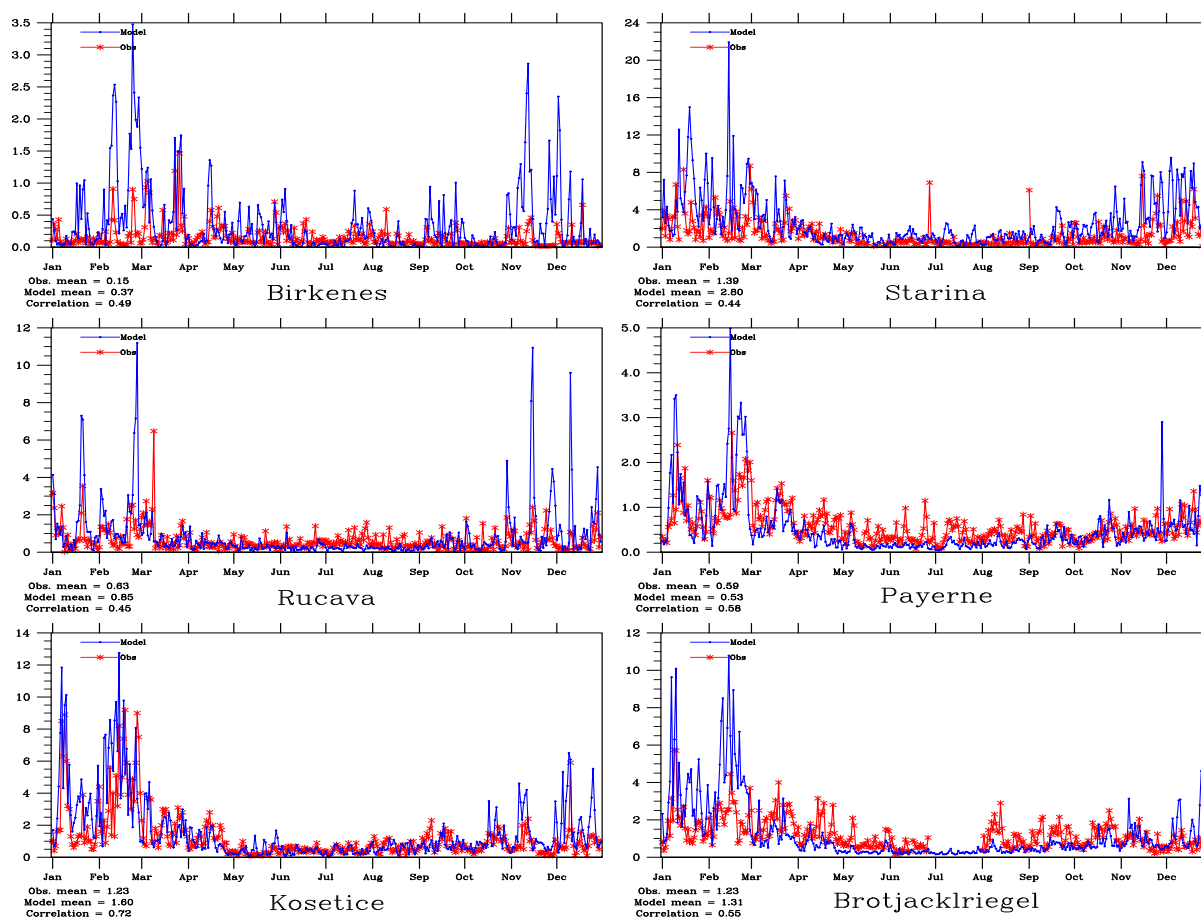 3.5
3.0
2.5
2.0
1.5
1.0
0.5
0.0
Model
Obs
Jan Feb Mar Apr May Jun Jul Aug Sep Oct Nov Dec
Obs. mean = 0.15
Model mean = 0.37
Correlation = 0.49
Birkenes
24
20
16
12
8
4
0
Model
Obs
Jan Feb Mar Apr May Jun Jul Aug Sep Oct Nov Dec
Obs. mean = 1.39
Model mean = 2.80
Correlation = 0.44
Starina
12
10
8
6
4
2
0
Model
Obs
Jan Feb Mar Apr May Jun Jul Aug Sep Oct Nov Dec
Obs. mean = 0.63
Model mean = 0.85
Correlation = 0.45
Rucava
5.0
4.0
3.0
2.0
1.0
0.0
Model
Obs
Jan Feb Mar Apr May Jun Jul Aug Sep Oct Nov Dec
Obs. mean = 0.59
Model mean = 0.53
Correlation = 0.58
Payerne
14
12
10
8
6
4
2
0
Model
Obs
Jan Feb Mar Apr May Jun Jul Aug Sep Oct Nov Dec
Obs. mean = 1.23
Model mean = 1.60
Correlation = 0.72
Kosetice
12
10
8
6
4
2
0
Model
Obs
Jan Feb Mar Apr May Jun Jul Aug Sep Oct Nov Dec
Obs. mean = 1.23
Model mean = 1.31
Correlation = 0.55
Brotjacklriegel